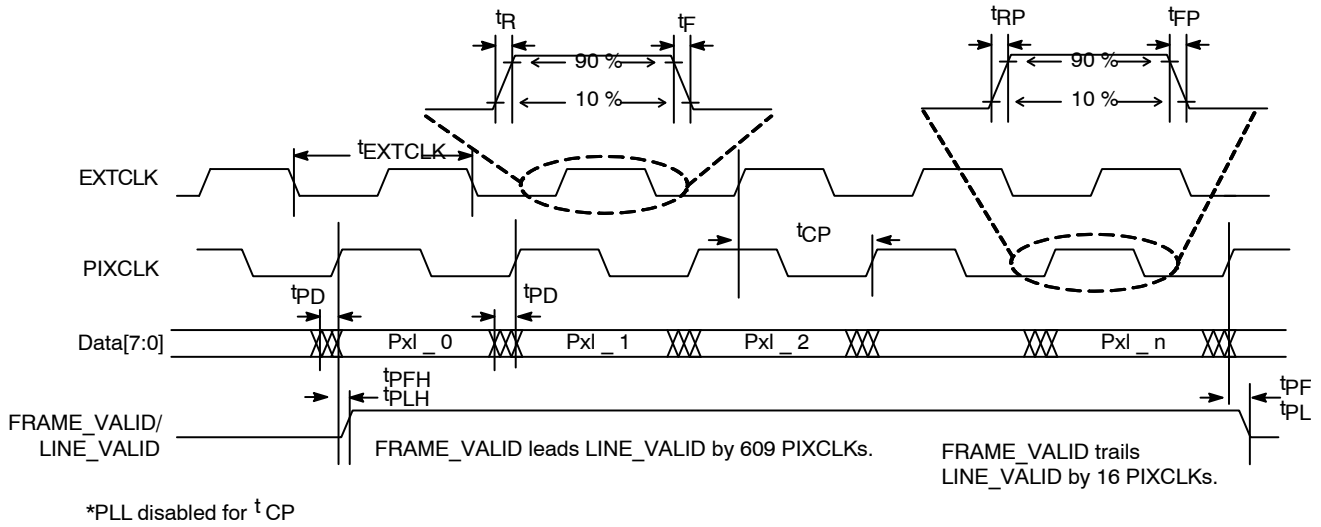 tR tF tRP tFP
90 % 90 %
10 % 10 %
tEXTCLK
EXTCLK
tCP
PIXCLK
tPD tPD
Data[7:0] Pxl _ 0 Pxl _ 1 Pxl _ 2 Pxl _ n
tPFH
tPLH
tPF
tPL
FRAME_VALID/
LINE_VALID
FRAME_VALID leads LINE_VALID by 609 PIXCLKs.
FRAME_VALID trails
LINE_VALID by 16 PIXCLKs.
*PLL disabled for tCP